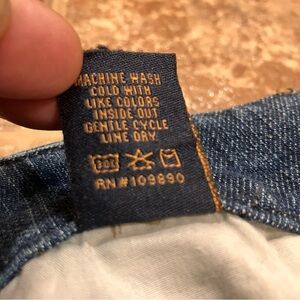 MACHINE WASH
COLD WITH
LIKE COLORS
INSIDE OUT
GENTLE CYCLE
LINE DRY
RN#109890